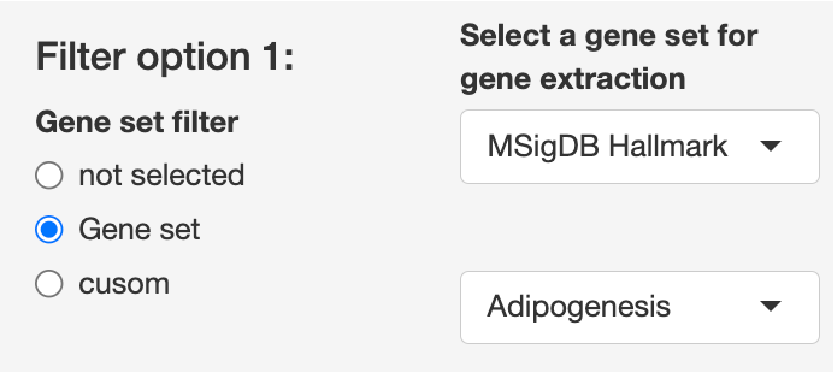 Filter option 1:
Gene set filter
not selected
Gene set
cusom
Select a gene set for
gene extraction
MSigDB Hallmark
Adipogenesis